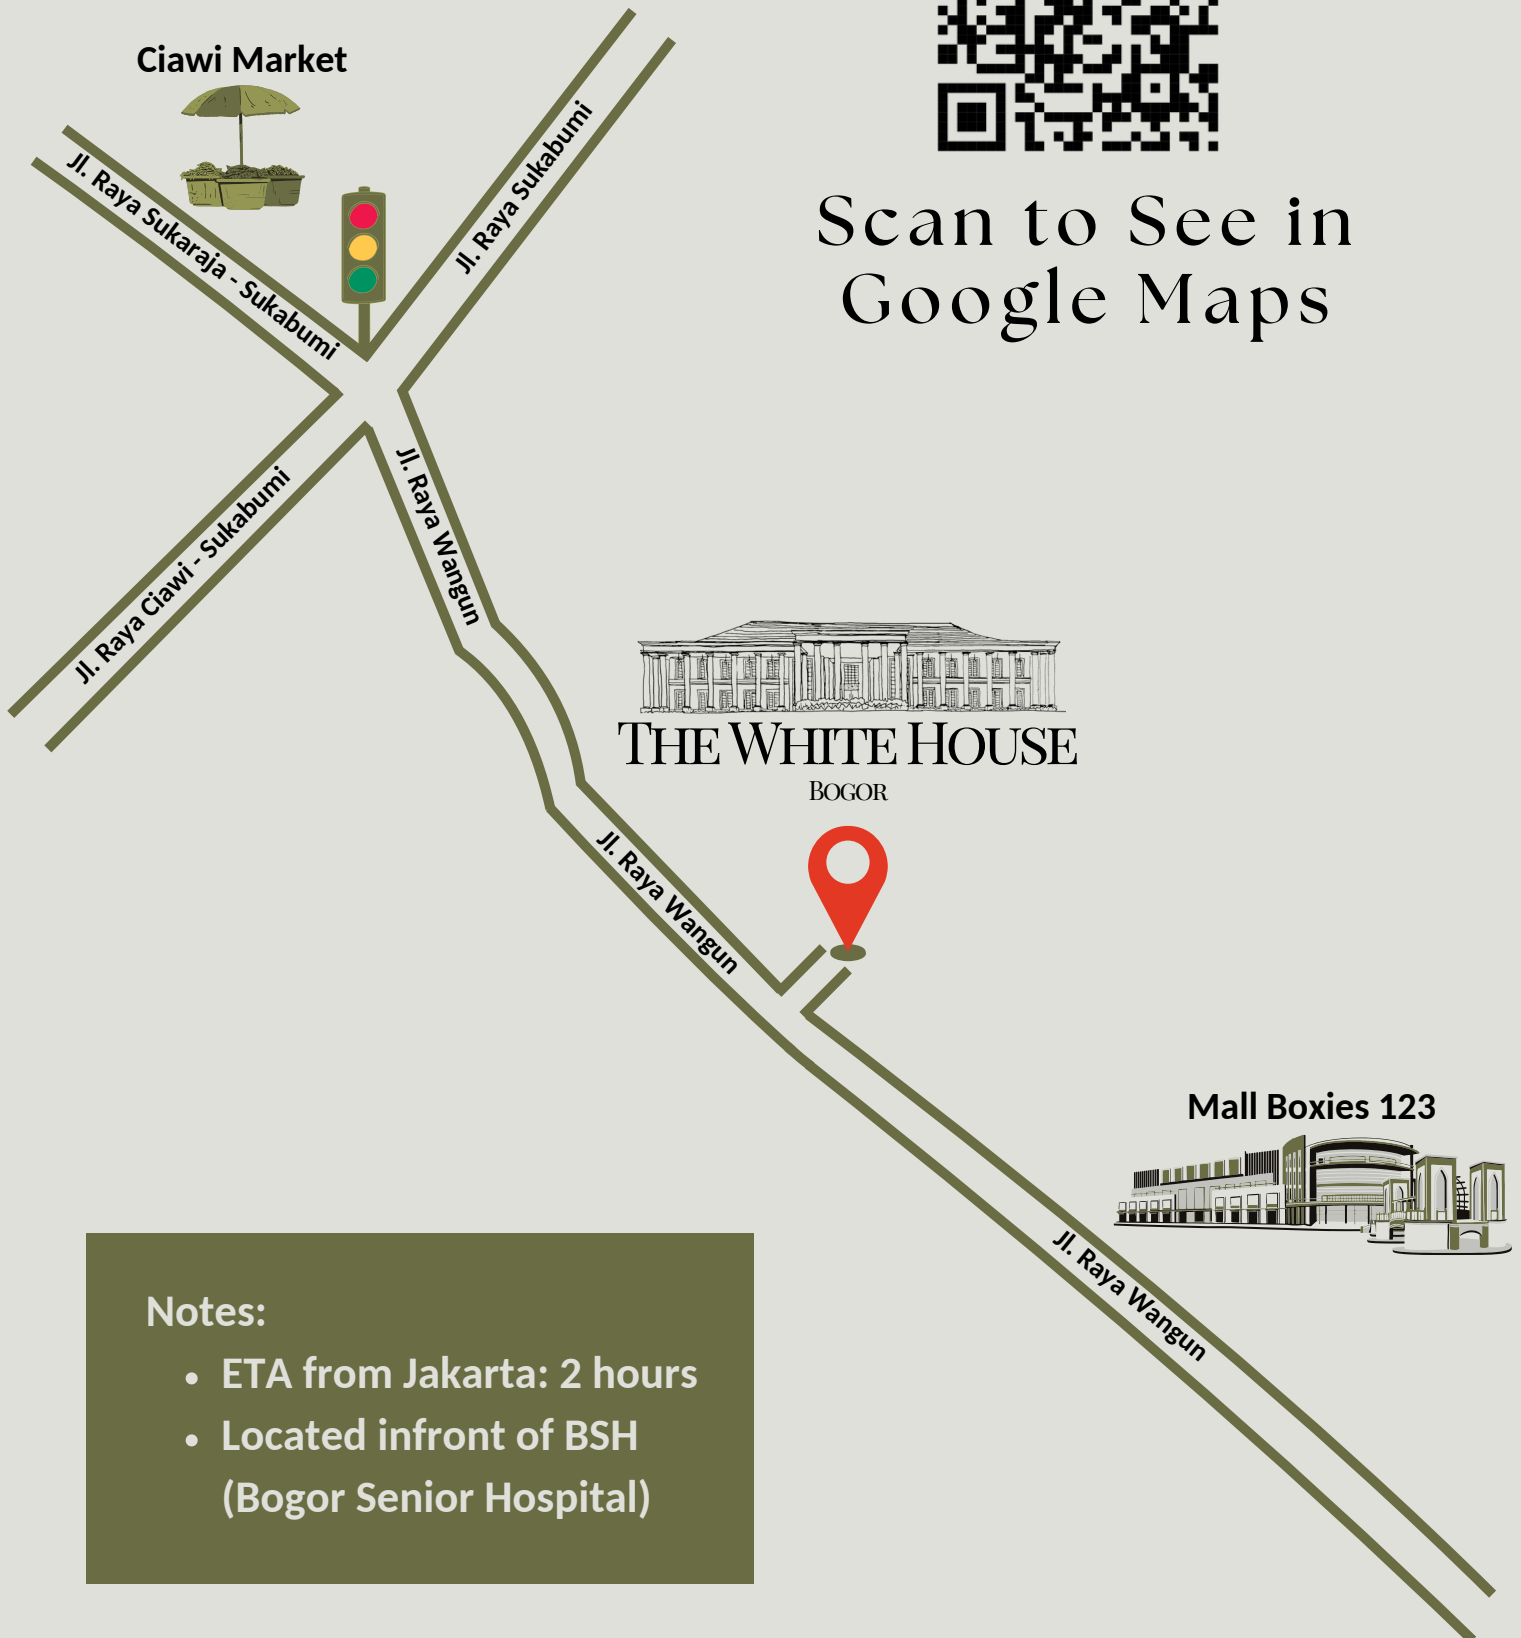 Ciawi Market
Jl. Raya Sukaraja - Sukabumi
Jl. Raya Sukabumi
Scan to See in
Google Maps
Jl. Raya Ciawi - Sukabumi
Jl. Raya Wangun
THE WHITE HOUSE
BOGOR
Jl. Raya Wangun
Mall Boxies 123
Jl. Raya Wangun
Notes:
• ETA from Jakarta: 2 hours
• Located infront of BSH
(Bogor Senior Hospital)